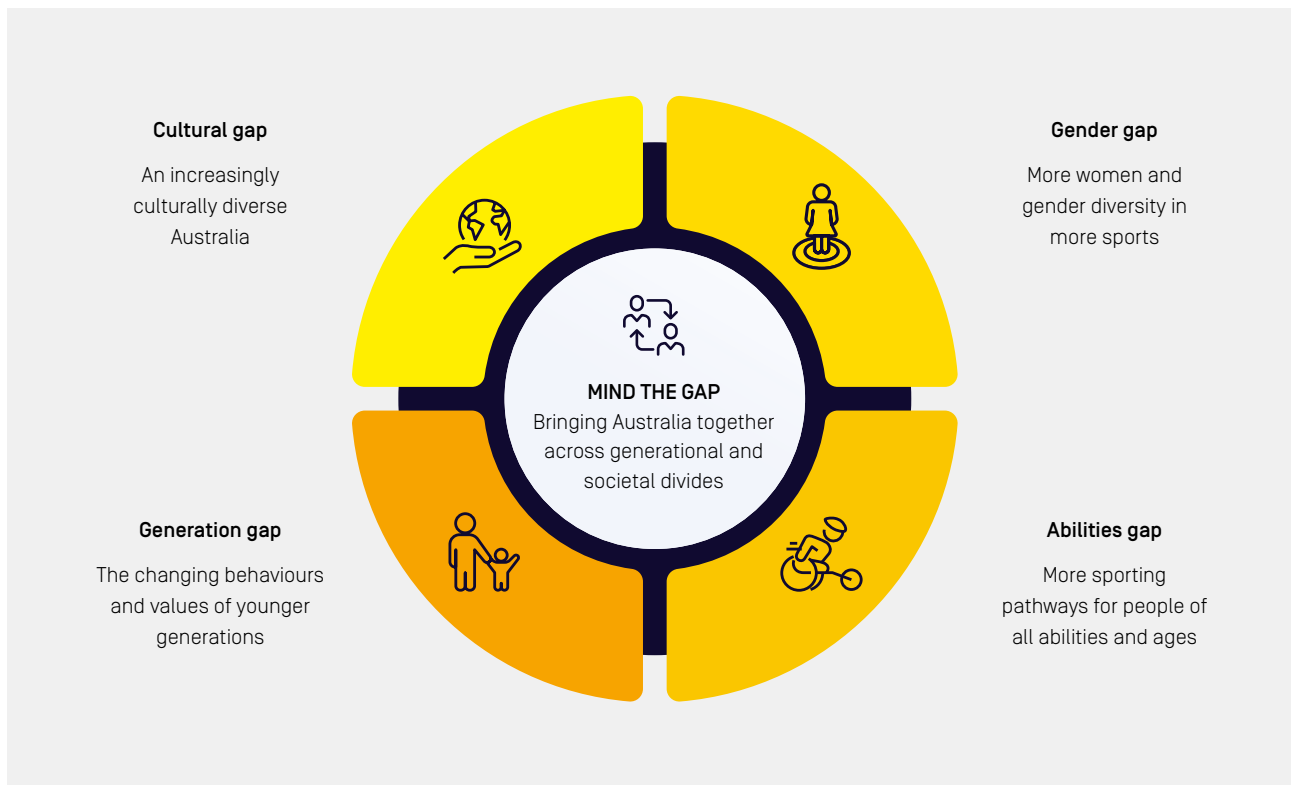 Cultural gap
An increasingly
culturally diverse
Australia
Gender gap
More women and
gender diversity in
more sports
MIND THE GAP
Bringing Australia together
across generational and
societal divides
Generation gap
The changing behaviours
and values of younger
generations
Abilities gap
More sporting
pathways for people of
all abilities and ages